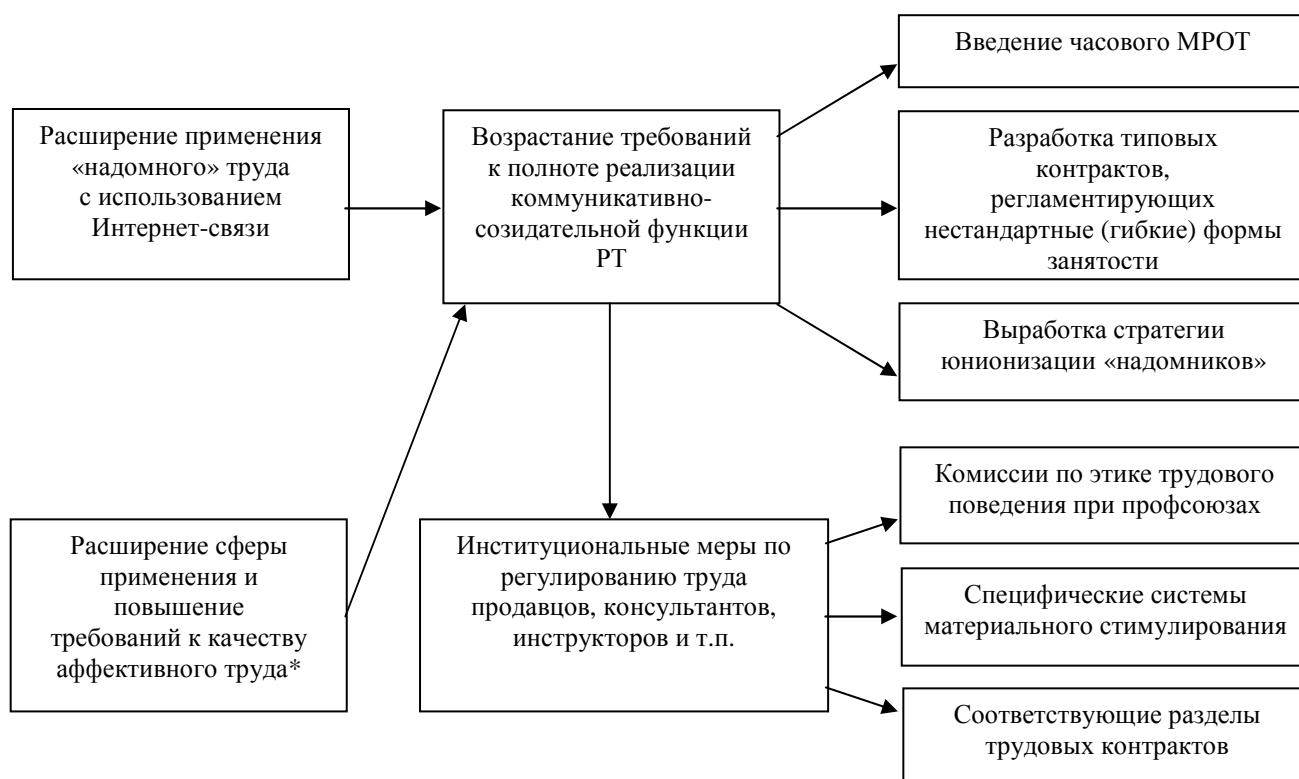 Введение часового МРОТ
Расширение применения
«надомного» труда
с использованием
Интернет-связи
Возрастание требований
к полноте реализации
коммуникативно-
созидательной функции
РТ
Разработка типовых
контрактов,
регламентирующих
нестандартные (гибкие) формы
занятости
Выработка стратегии
юнионизации «надомников»
Расширение сферы
применения и
повышение
требований к качеству
аффективного труда*
Институциональные меры по
регулированию труда
продавцов, консультантов,
инструкторов и т.п.
Комиссии по этике трудового
поведения при профсоюзах
Специфические системы
материального стимулирования
Соответствующие разделы
трудовых контрактов